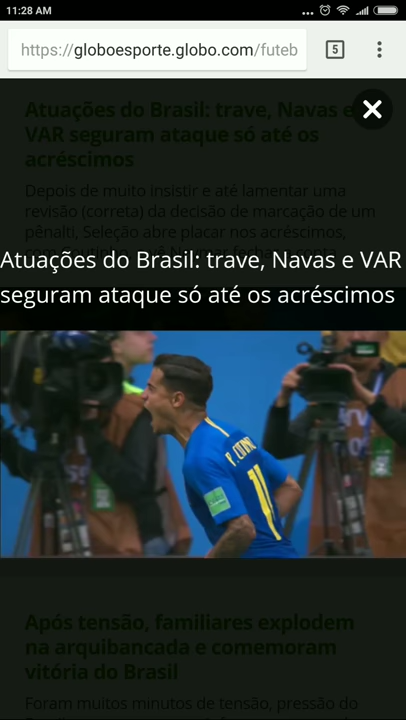 11:28 AM
https://globoesporte.globo.com/futeb
5
Atuações do Brasil: trave, Navas e
VAR seguram ataque só até os
acréscimos
Depois de muito insistir e até lamentar uma
revisão (correta) da decisão de marcação de um
pênalti, Seleção abre placar nos acréscimos,
Atuações do Brasil: trave, Navas e VAR
seguram ataque só até os acréscimos
P. COUTINHO
11
Após tensão, familiares explodem
na arquibancada e comemoram
vitória do Brasil
Foram muitos minutos de tensão, pressão do